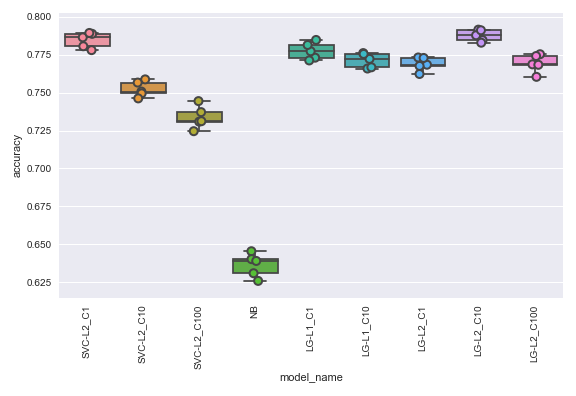 0.800
0.775
0.750
0.725
0.700
0.675
0.650
0.625
accuracy
SVC-L2_C1
SVC-L2_C10
SVC-L2_C100
NB
LG-L1_C1
LG-L1_C10
LG-L2_C1
LG-L2_C10
LG-L2_C100
model_name